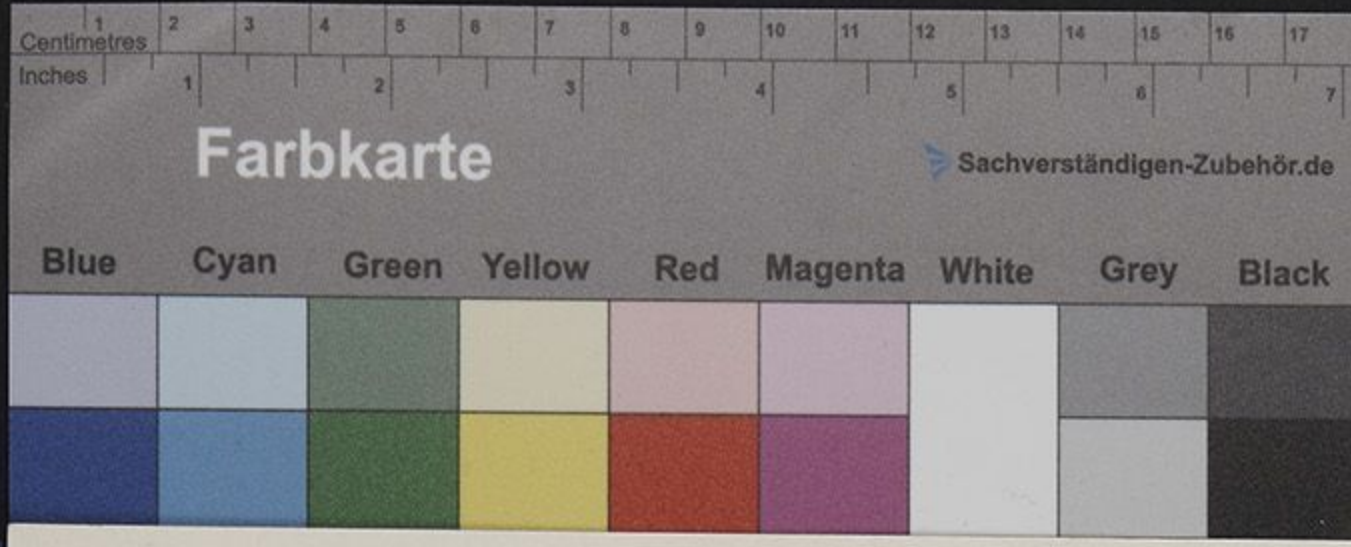 1 2 3 4 5 6 7 8 9 10 11 12 13 14 15 16 17
Centimetres
Inches
1 2 3 4 5 6 7
Farbkarte
Sachverständigen-Zubehör.de
Blue Cyan Green Yellow Red Magenta White Grey Black